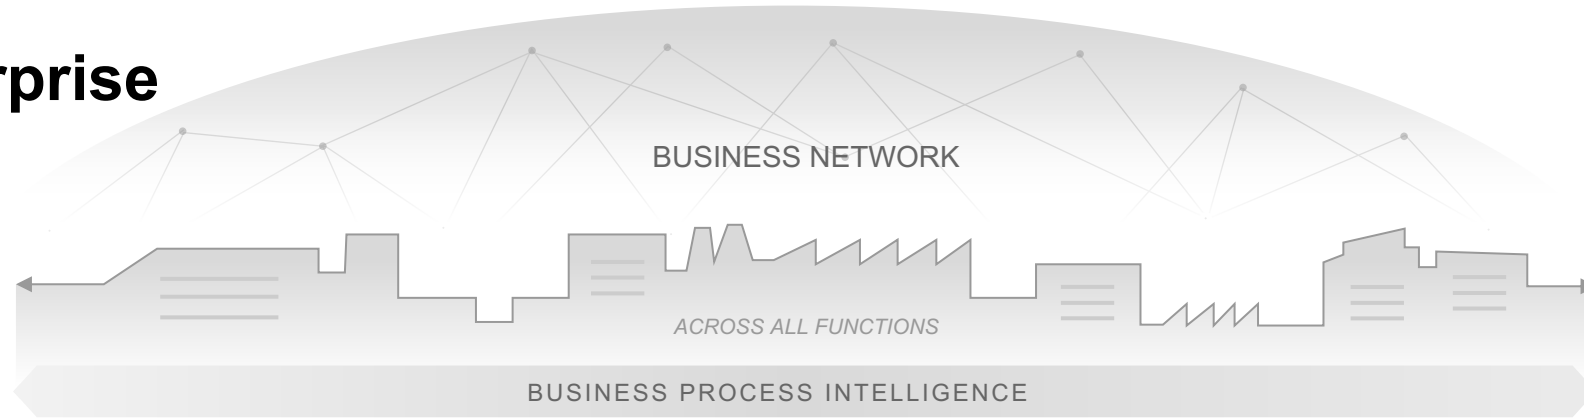 rprise
BUSINESS NETWORK
ACROSS ALL FUNCTIONS
BUSINESS PROCESS INTELLIGENCE